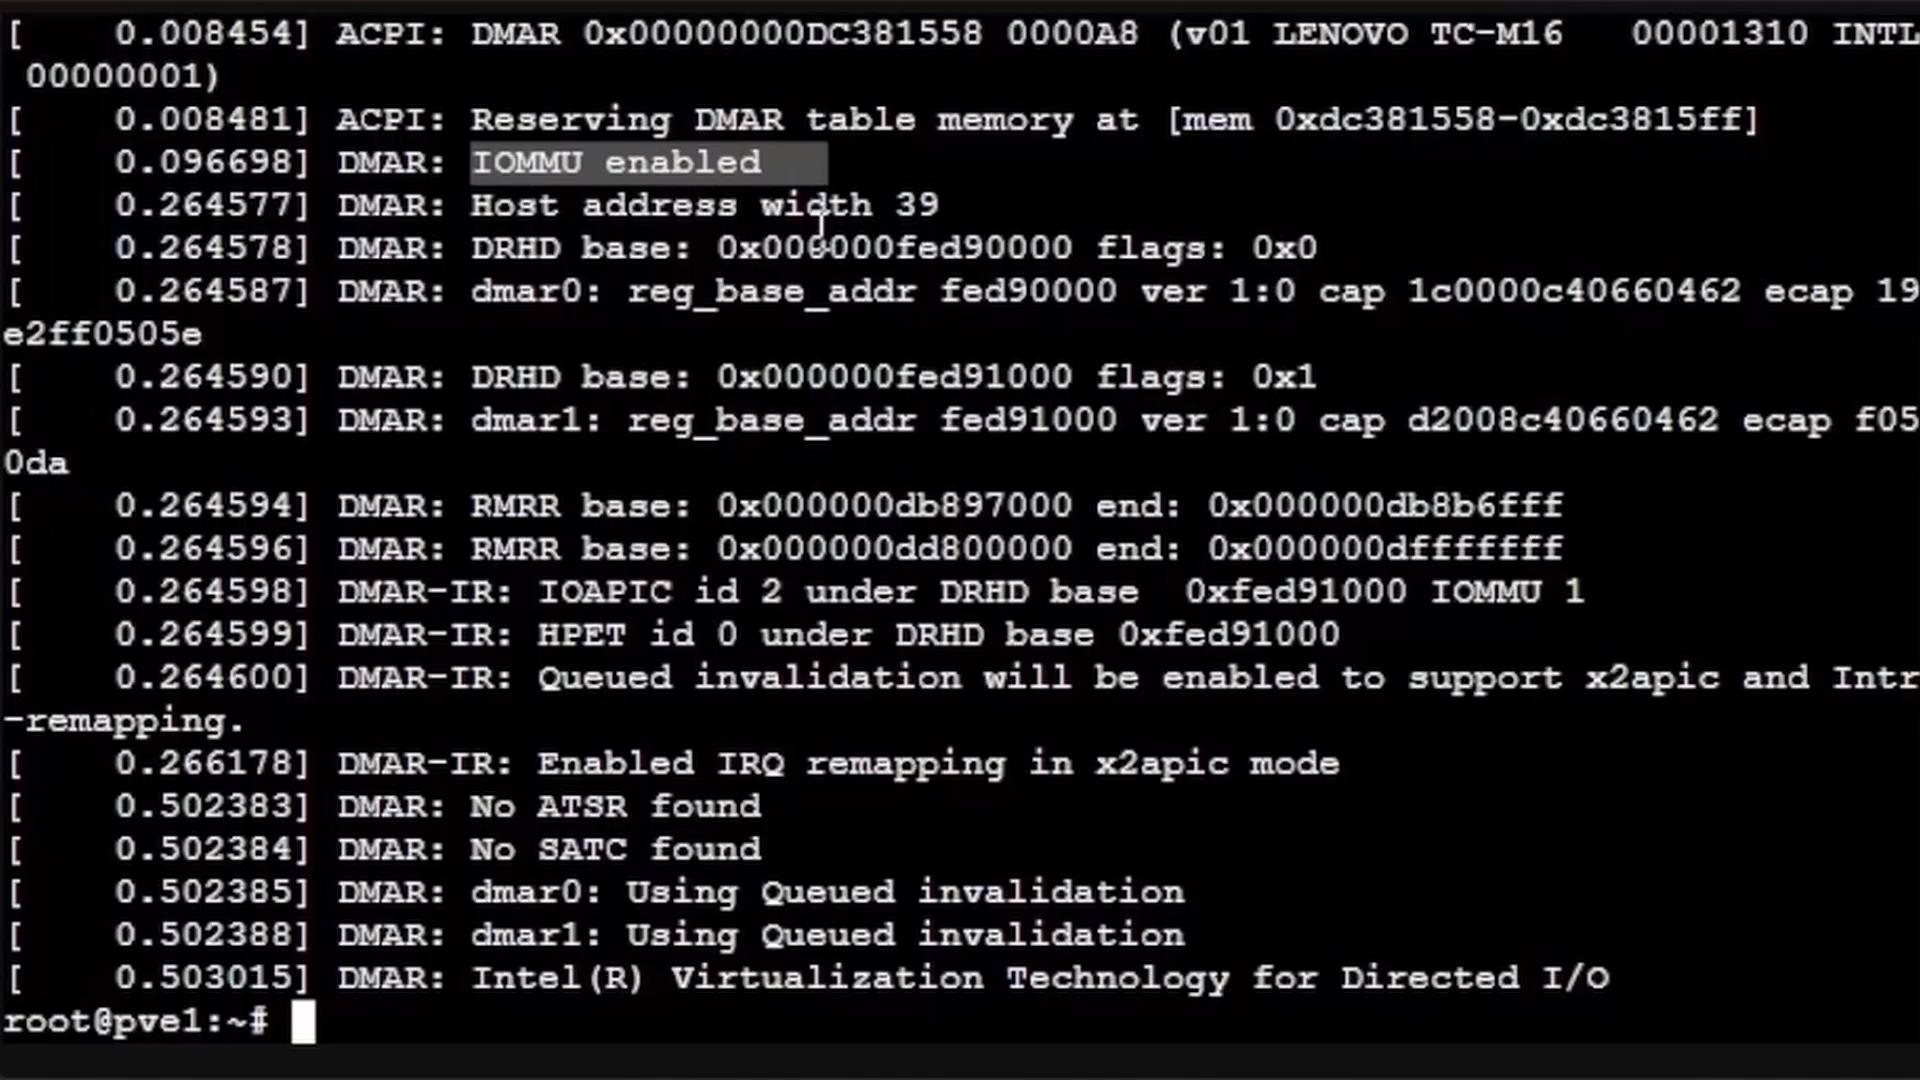 [    0.008454] ACPI: DMAR 0x00000000DC381558 0000A8 (v01 LENOVO TC-M16   00001310 INTL
 00000001)
[    0.008481] ACPI: Reserving DMAR table memory at [mem 0xdc381558-0xdc3815ff]
[    0.096698] DMAR: IOMMU enabled
[    0.264577] DMAR: Host address width 39
[    0.264578] DMAR: DRHD base: 0x000000fed90000 flags: 0x0
[    0.264587] DMAR: dmar0: reg_base_addr fed90000 ver 1:0 cap 1c0000c40660462 ecap 19
e2ff0505e
[    0.264590] DMAR: DRHD base: 0x000000fed91000 flags: 0x1
[    0.264593] DMAR: dmar1: reg_base_addr fed91000 ver 1:0 cap d2008c40660462 ecap f05
0da
[    0.264594] DMAR: RMRR base: 0x000000db897000 end: 0x000000db8b6fff
[    0.264596] DMAR: RMRR base: 0x000000dd800000 end: 0x000000dfffffff
[    0.264598] DMAR-IR: IOAPIC id 2 under DRHD base  0xfed91000 IOMMU 1
[    0.264599] DMAR-IR: HPET id 0 under DRHD base 0xfed91000
[    0.264600] DMAR-IR: Queued invalidation will be enabled to support x2apic and Intr
-remapping.
[    0.266178] DMAR-IR: Enabled IRQ remapping in x2apic mode
[    0.502383] DMAR: No ATSR found
[    0.502384] DMAR: No SATC found
[    0.502385] DMAR: dmar0: Using Queued invalidation
[    0.502388] DMAR: dmar1: Using Queued invalidation
[    0.503015] DMAR: Intel(R) Virtualization Technology for Directed I/O
root@pve1:~#